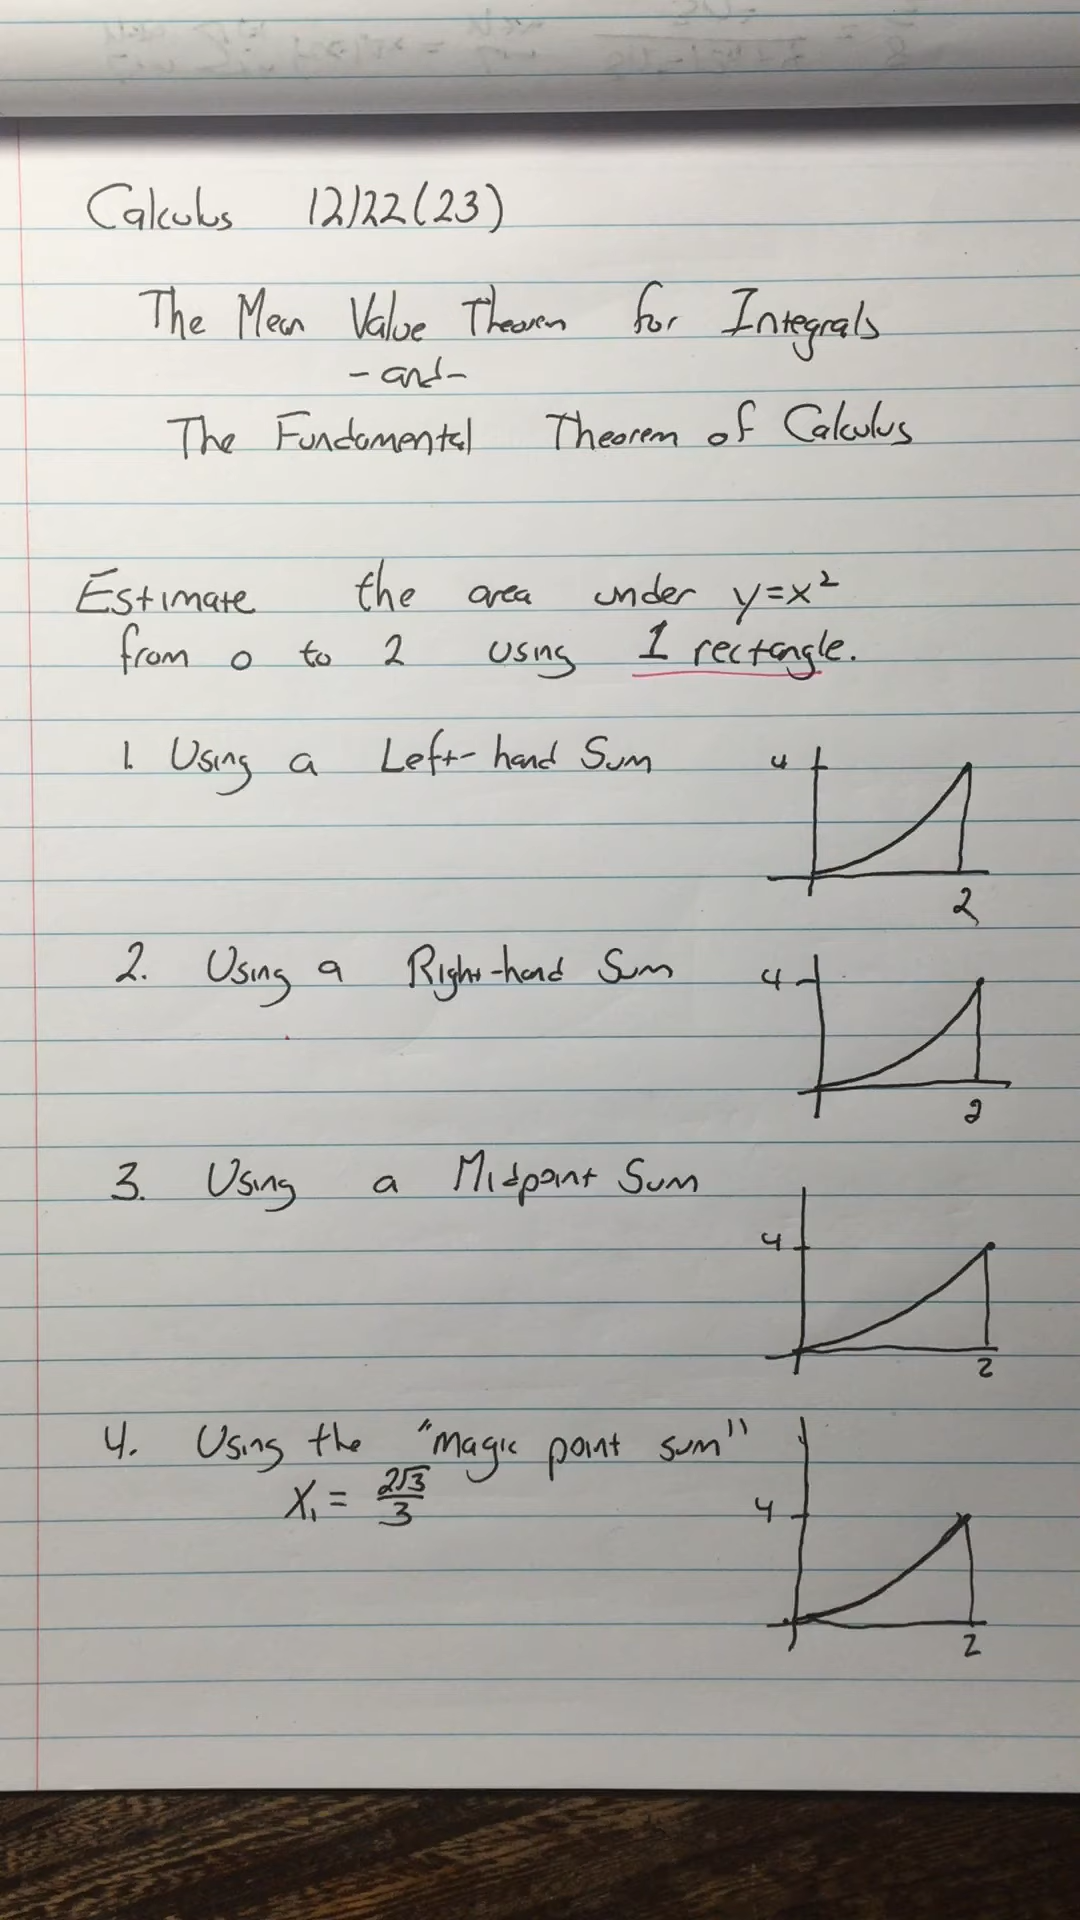 Calculus 12/22(23)
The Mean Value Theorem for Integrals
- and -
The Fundamental Theorem of Calculus
Estimate the area under y=x²
from 0 to 2 using 1 rectangle.
1. Using a Left-hand Sum
4
2
2. Using a Right-hand Sum
4
2
3. Using a Midpoint Sum
4
2
4. Using the "magic point sum"
x₁ = 2√3/3
4
2